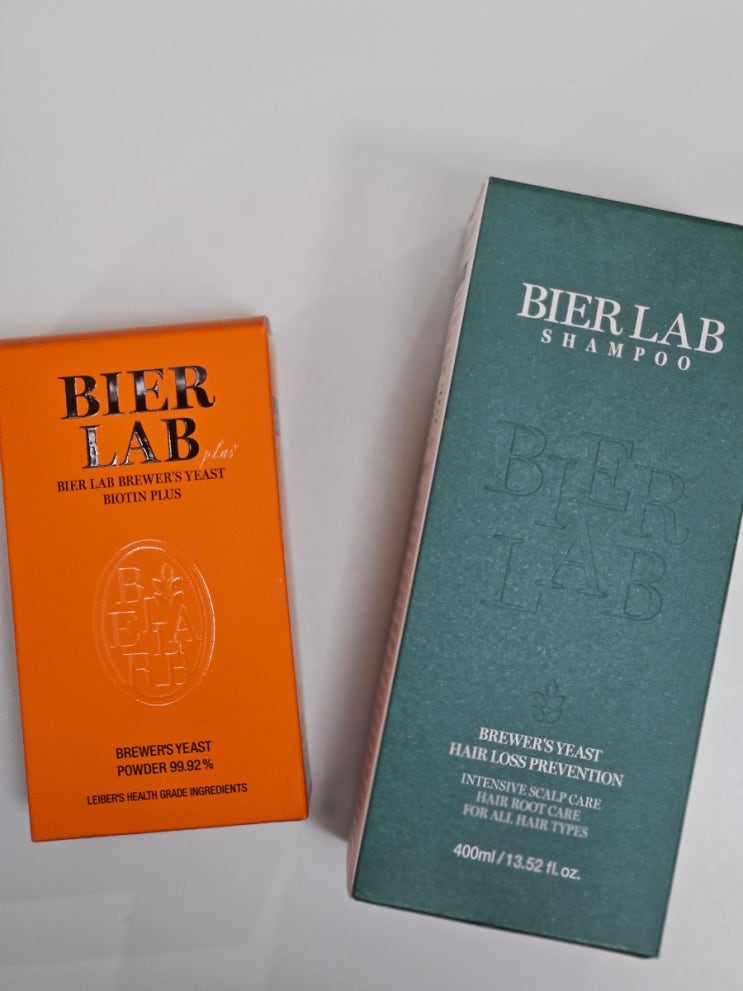 BIER
LAB plus
BIER LAB BREWER'S YEAST
BIOTIN PLUS
BREWER'S YEAST
POWDER 99.92%
LEIBER'S HEALTH GRADE INGREDIENTS
BIER LAB
SHAMPOO
BIER
LAB
BREWER'S YEAST
HAIR LOSS PREVENTION
INTENSIVE SCALP CARE
HAIR ROOT CARE
FOR ALL HAIR TYPES
400ml / 13.52 fl. oz.